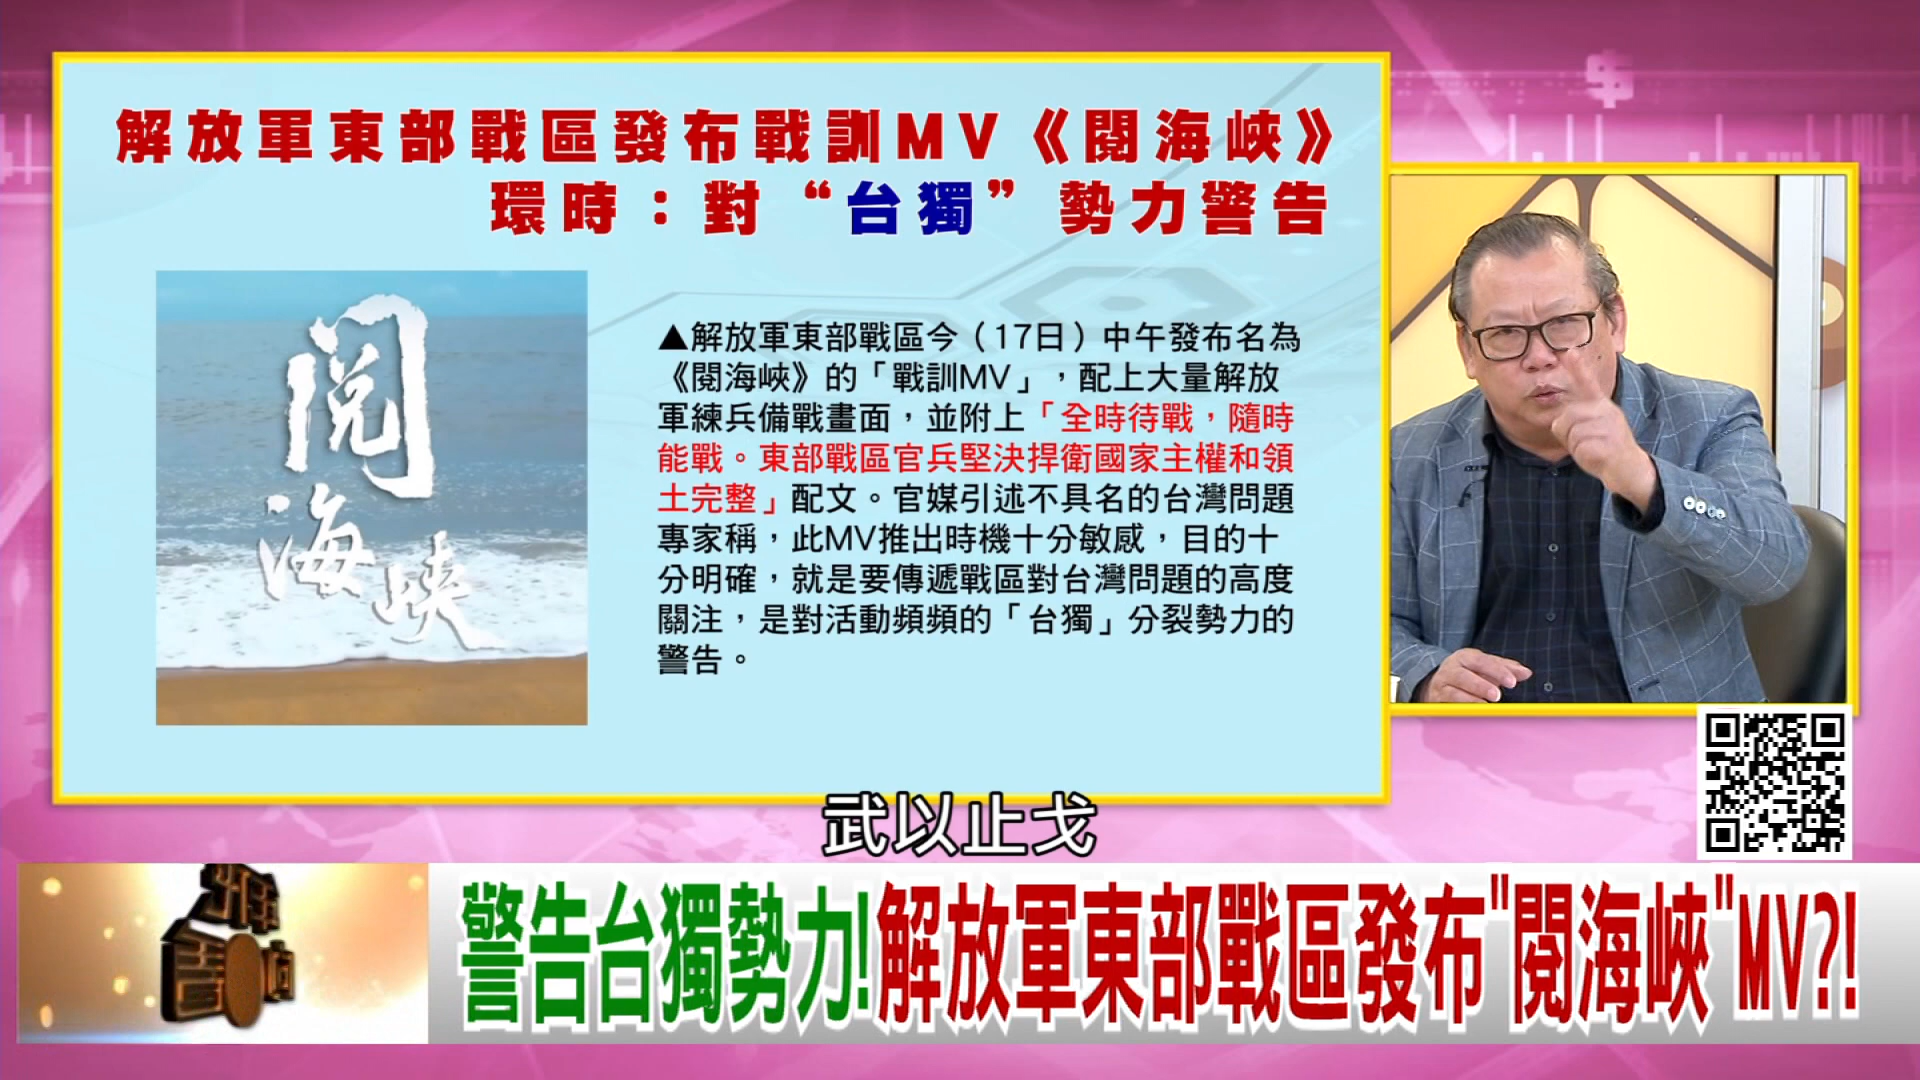 解放軍東部戰區發布戰訓MV《閱海峽》
環時：對“台獨”勢力警告
閱
海
峽
▲解放軍東部戰區今（17日）中午發布名為
《閱海峽》的「戰訓MV」，配上大量解放
軍練兵備戰畫面，並附上「全時待戰，隨時
能戰。東部戰區官兵堅決捍衛國家主權和領
土完整」配文。官媒引述不具名的台灣問題
專家稱，此MV推出時機十分敏感，目的十
分明確，就是要傳遞戰區對台灣問題的高度
關注，是對活動頻頻的「台獨」分裂勢力的
警告。
武以止戈
警告台獨勢力!解放軍東部戰區發布"閱海峽"MV?!